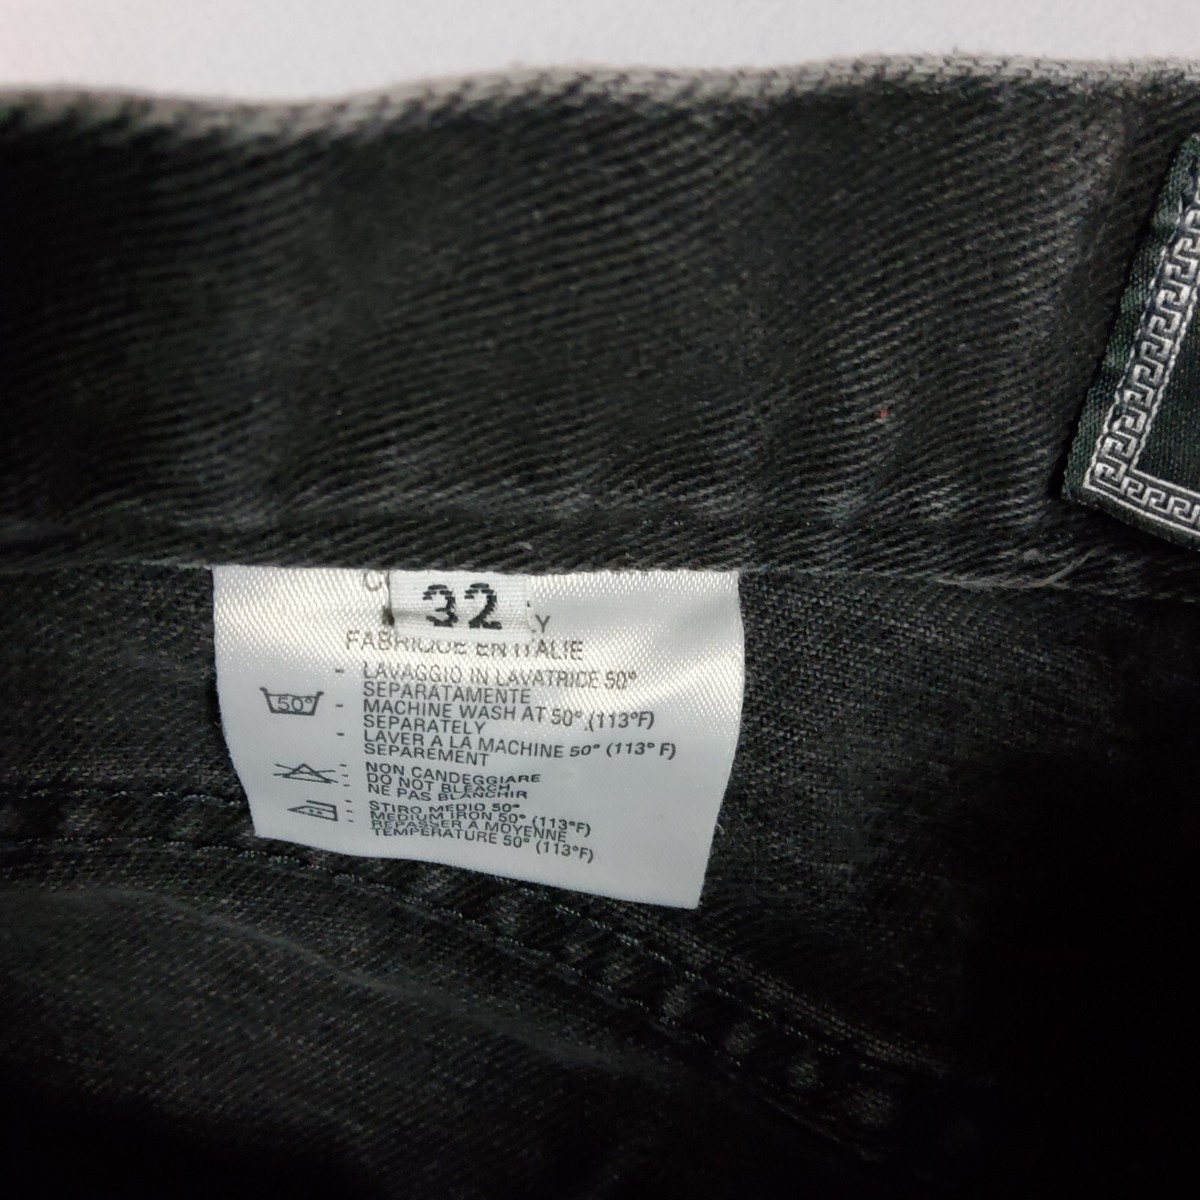 32
FABRIQUE EN ITALIE
- LAVAGGIO IN LAVATRICE 50°
SEPARATAMENTE
50° - MACHINE WASH AT 50° (113°F)
SEPARATELY
- LAVER A LA MACHINE 50° (113°F)
SEPAREMENT
NON CANDEGGIARE
DO NOT BLEACH
NE PAS BLANCHIR
STIRO MEDIO 50°
MEDIUM IRON 50° (113°F)
REPASSER A MOYENNE
TEMPERATURE 50° (113°F)